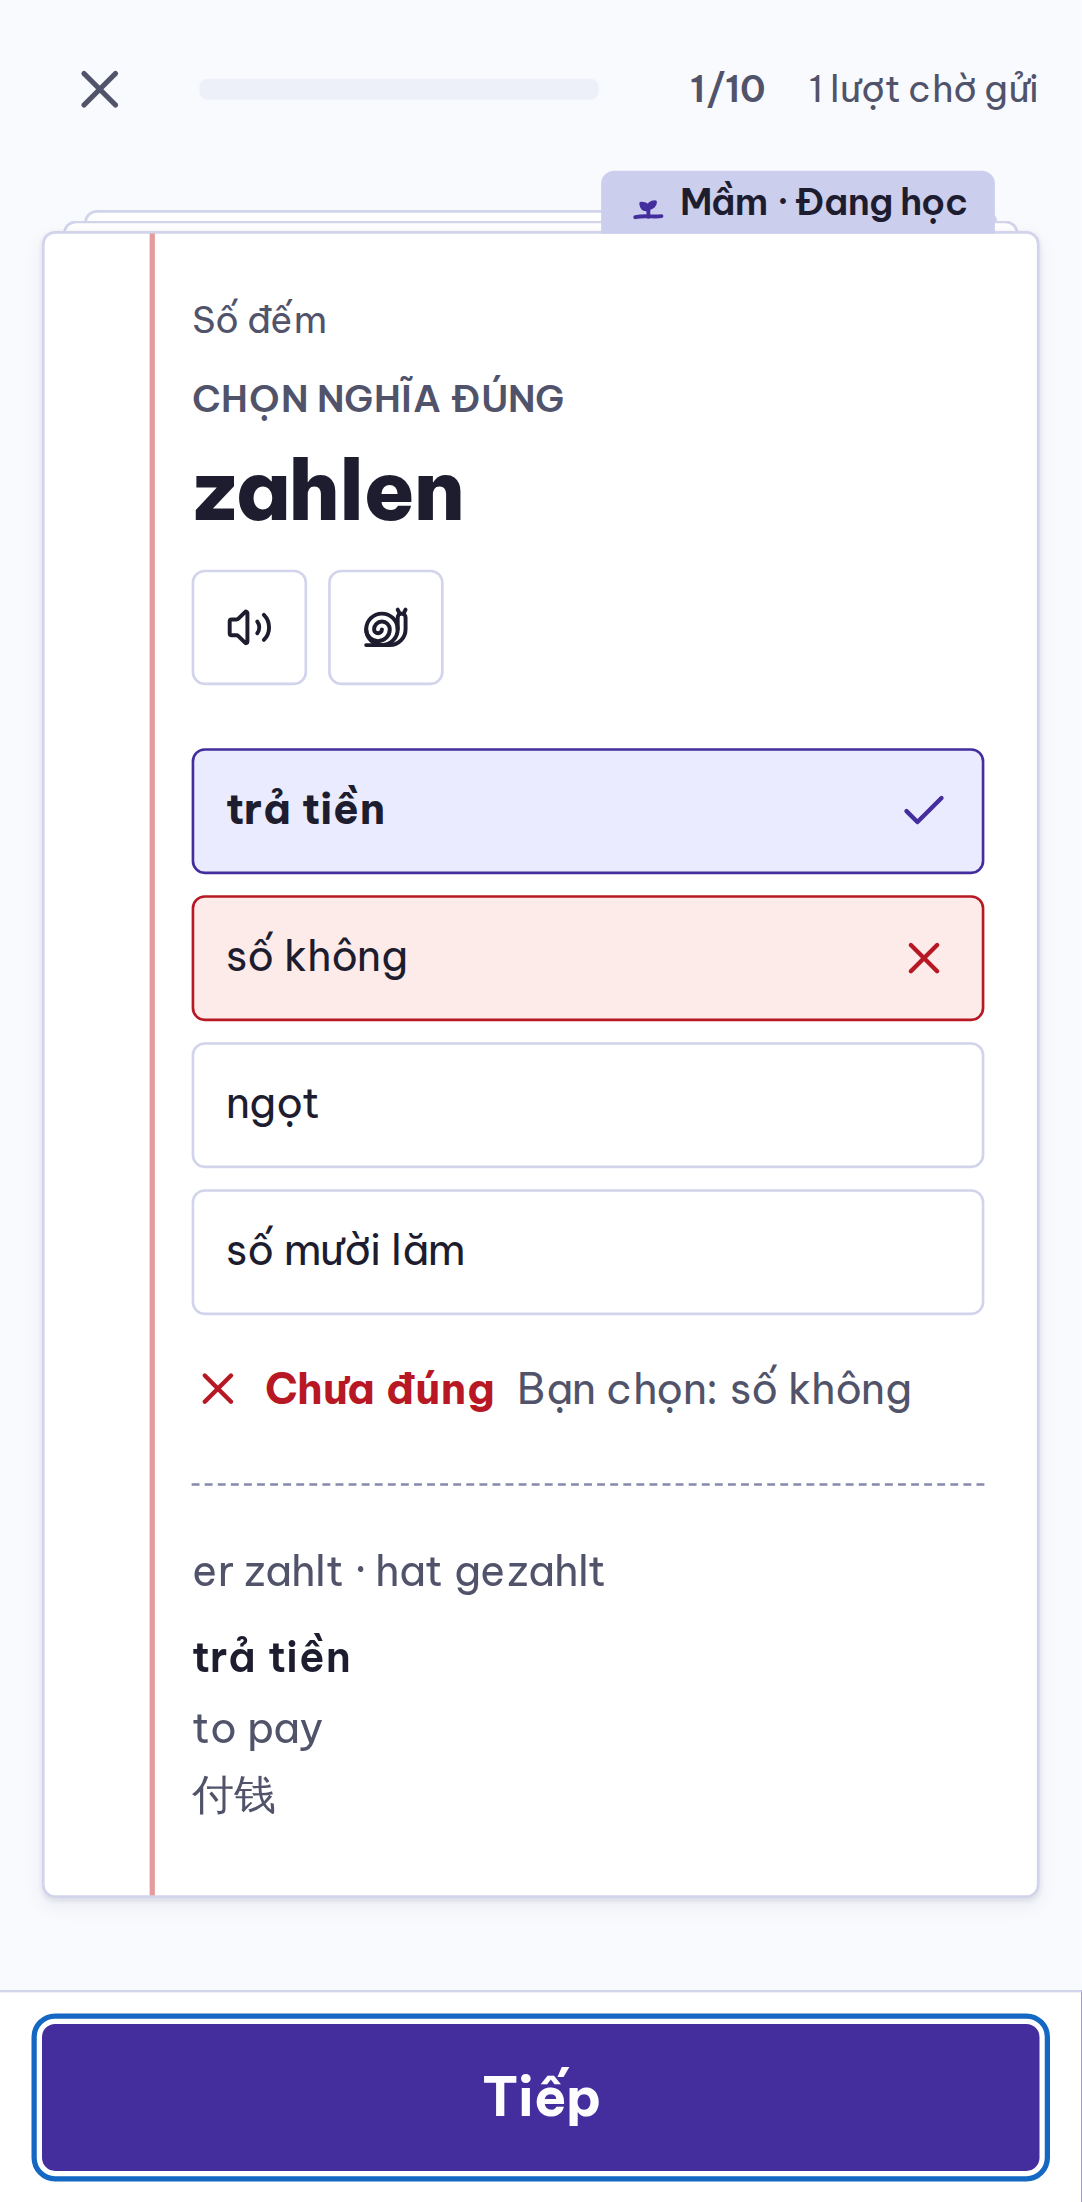 1/10 1 lượt chờ gửi
Mầm · Đang học
Số đếm
CHỌN NGHĨA ĐÚNG
zahlen
trả tiền
số không
ngọt
số mười lăm
Chưa đúng Bạn chọn: số không
er zahlt · hat gezahlt
trả tiền
to pay
付钱
Tiếp